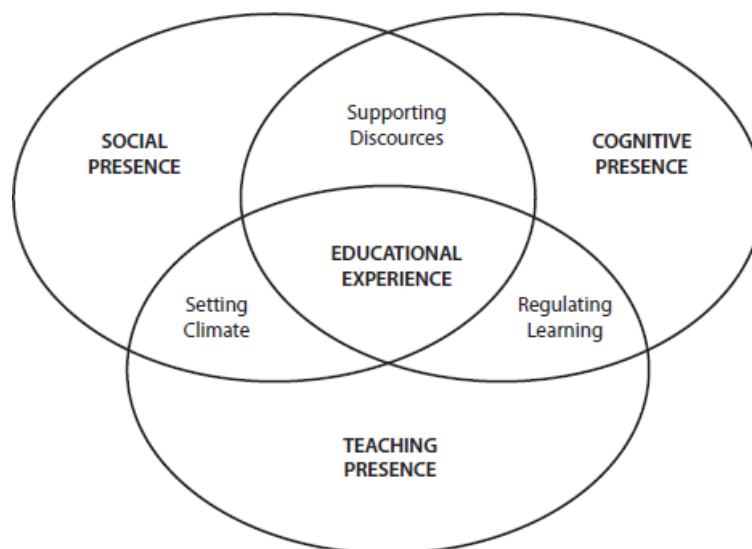 Supporting
Discources
SOCIAL
PRESENCE
COGNITIVE
PRESENCE
EDUCATIONAL
EXPERIENCE
Setting
Climate
Regulating
Learning
TEACHING
PRESENCE